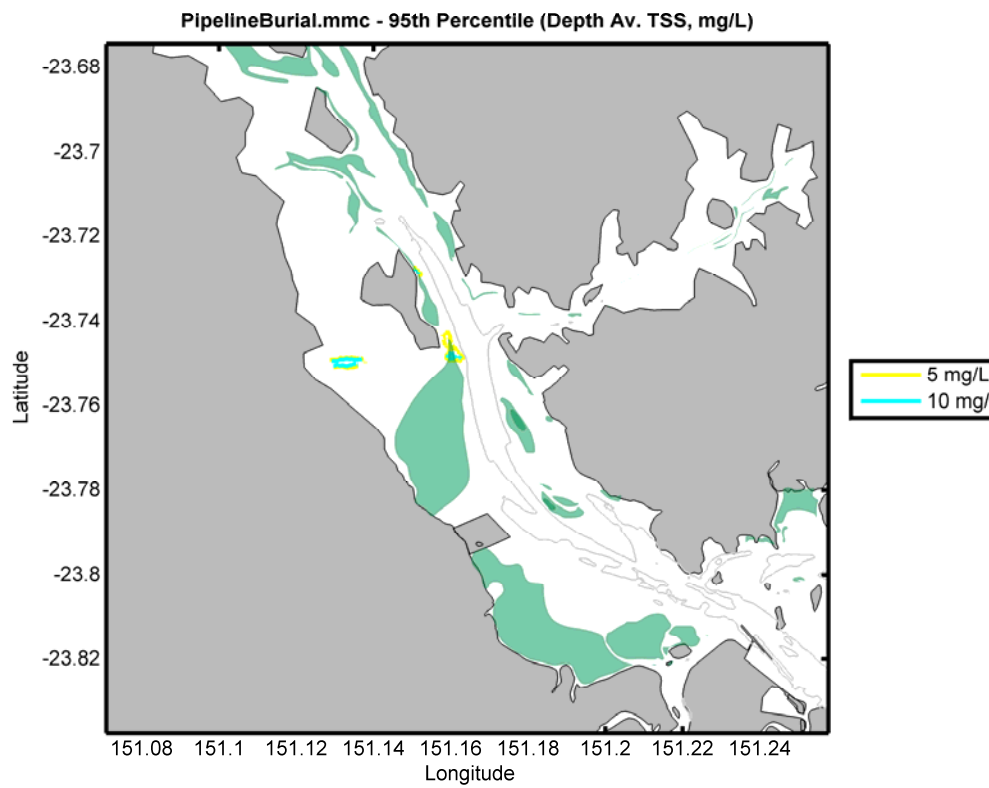 PipelineBurial.mmc - 95th Percentile (Depth Av. TSS, mg/L)
-23.68
-23.7
-23.72
-23.74
-23.76
-23.78
-23.8
-23.82
Latitude
5 mg/L
10 mg/
151.08 151.1 151.12 151.14 151.16 151.18 151.2 151.22 151.24
Longitude